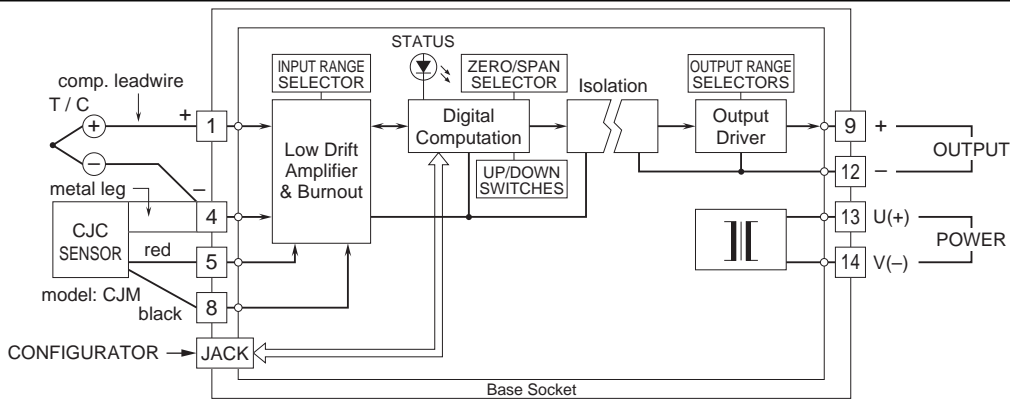 STATUS
INPUT RANGE
SELECTOR
ZERO/SPAN
SELECTOR
Isolation
OUTPUT RANGE
SELECTORS
comp. leadwire
T / C
+
+
1
Low Drift
Amplifier
& Burnout
Digital
Computation
Output
Driver
9
+
OUTPUT
–
–
UP/DOWN
SWITCHES
12
–
metal leg
4
CJC
SENSOR
red
5
13
U(+)
POWER
14
V(–)
model: CJM
black
8
CONFIGURATOR
JACK
Base Socket